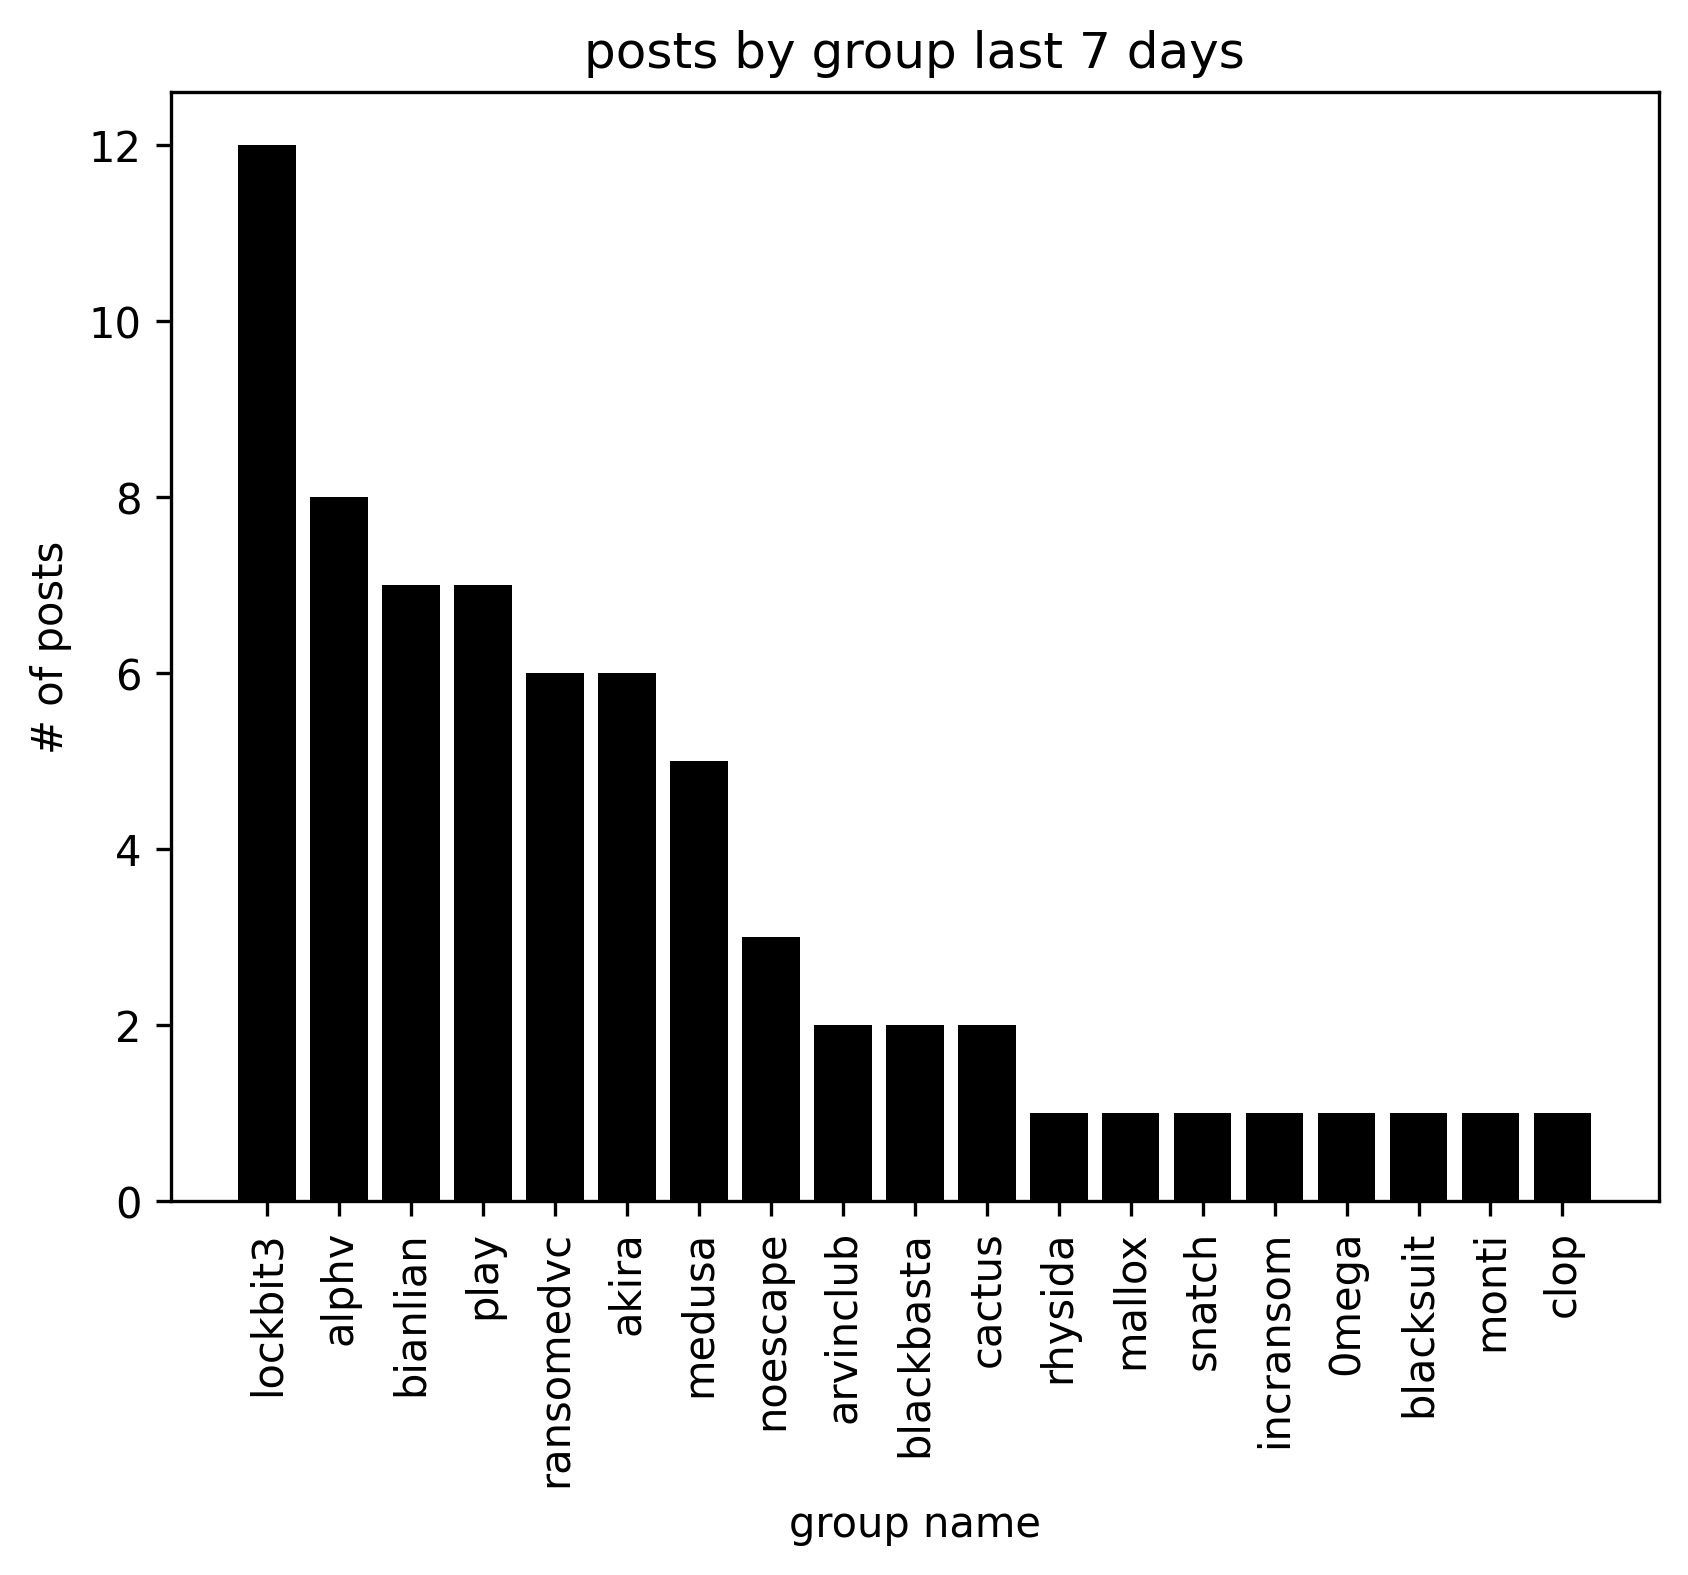 posts by group last 7 days
12
10
8
6
4
2
0
# of posts
lockbit3
alphv
bianlian
play
ransomedvc
akira
medusa
noescape
arvinclub
blackbasta
cactus
rhysida
mallox
snatch
incransom
0mega
blacksuit
monti
clop
group name